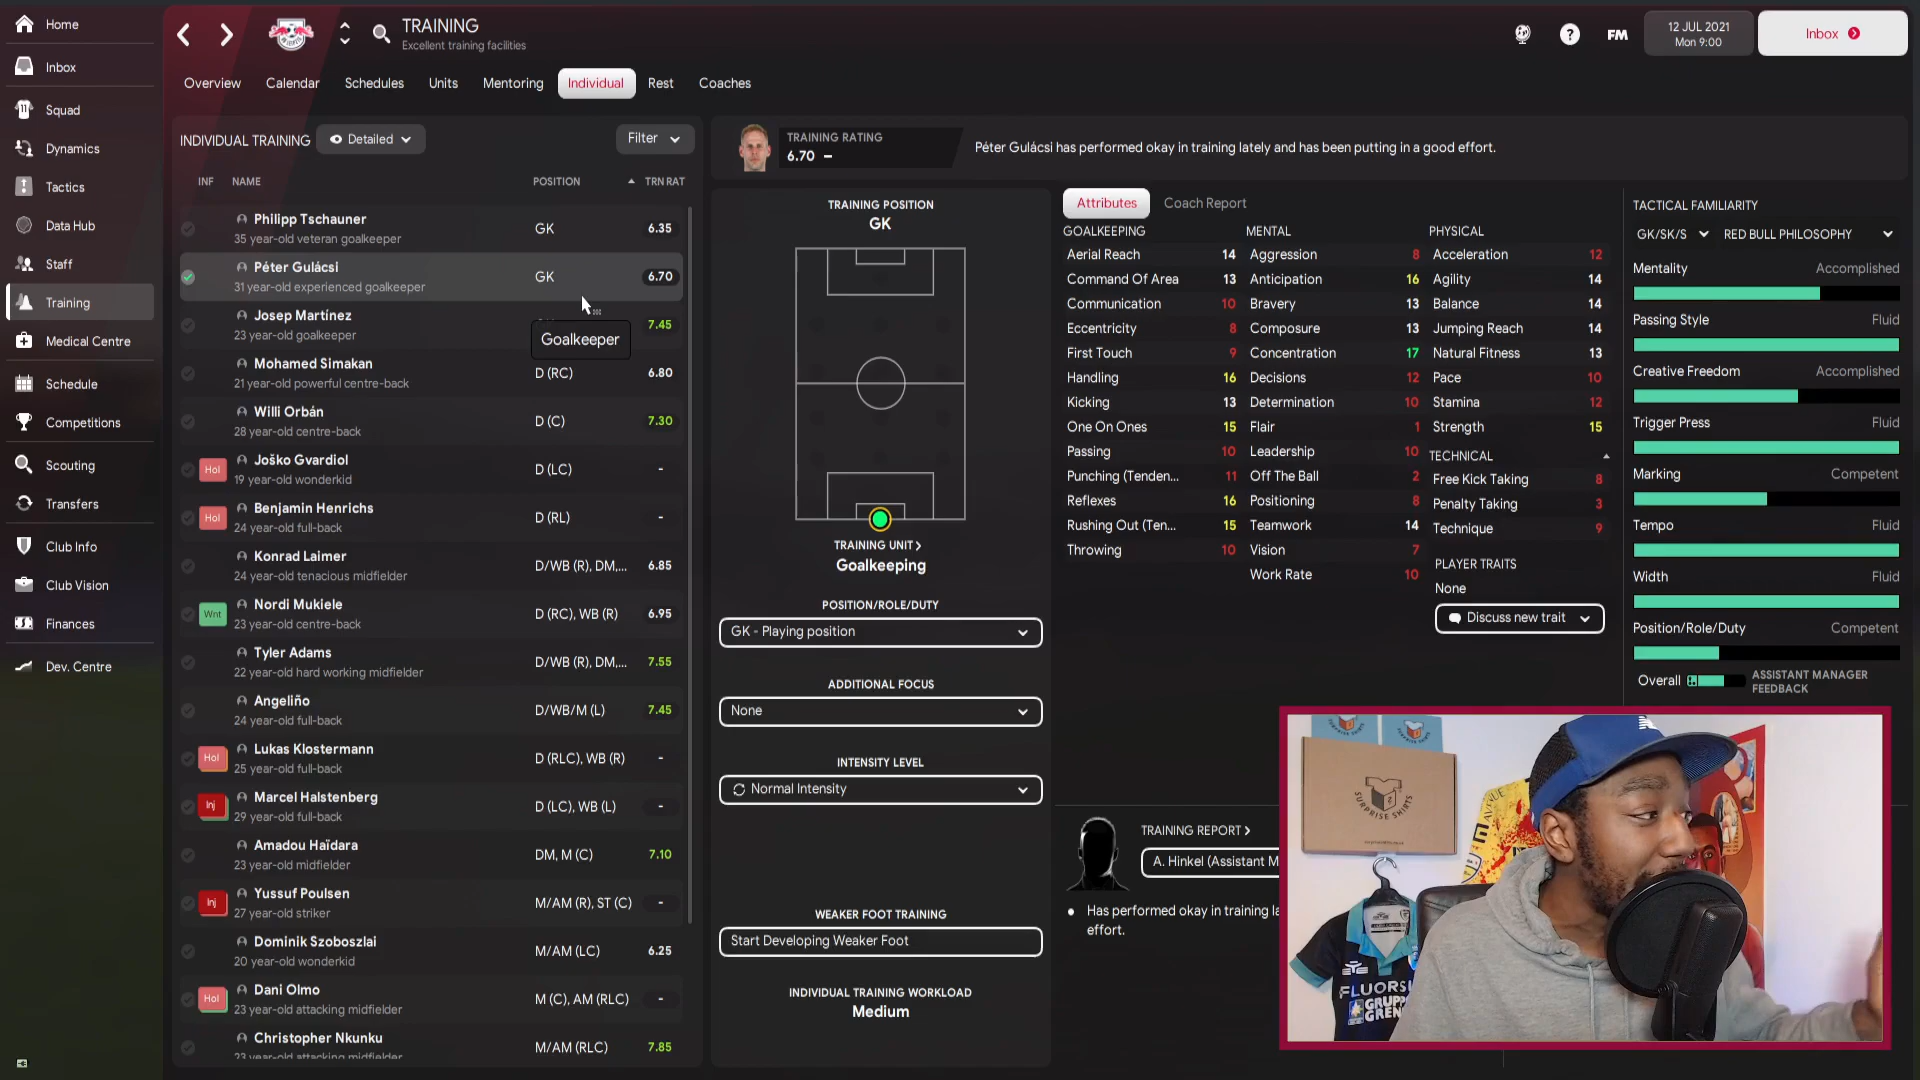 Home
Inbox
Squad
Dynamics
Tactics
Data Hub
Staff
Training
Medical Centre
Schedule
Competitions
Scouting
Transfers
Club Info
Club Vision
Finances
Dev. Centre
TRAINING
Excellent training facilities
FM
12 JUL 2021
Mon 9:00
Inbox
Overview Calendar Schedules Units Mentoring Individual Rest Coaches
INDIVIDUAL TRAINING Detailed Filter
INF NAME POSITION TRN RAT
Philipp Tschauner GK 6.35
35 year-old veteran goalkeeper
Péter Gulácsi GK 6.70
31 year-old experienced goalkeeper
Josep Martínez 7.45
23 year-old goalkeeper
Goalkeeper
Mohamed Simakan D (RC) 6.80
21 year-old powerful centre-back
Willi Orbán D (C) 7.30
28 year-old centre-back
Hol Joško Gvardiol D (LC) -
19 year-old wonderkid
Hol Benjamin Henrichs D (RL) -
24 year-old full-back
Konrad Laimer D/WB (R), DM,... 6.85
24 year-old tenacious midfielder
Wnt Nordi Mukiele D (RC), WB (R) 6.95
23 year-old centre-back
Tyler Adams D/WB (R), DM,... 7.55
22 year-old hard working midfielder
Angeliño D/WB/M (L) 7.45
24 year-old full-back
Hol Lukas Klostermann D (RLC), WB (R) -
25 year-old full-back
Inj Marcel Halstenberg D (LC), WB (L) -
29 year-old full-back
Amadou Haïdara DM, M (C) 7.10
23 year-old midfielder
Inj Yussuf Poulsen M/AM (R), ST (C) -
27 year-old striker
Dominik Szoboszlai M/AM (LC) 6.25
20 year-old wonderkid
Hol Dani Olmo M (C), AM (RLC) -
23 year-old attacking midfielder
Christopher Nkunku M/AM (RLC) 7.85
23 year-old attacking midfielder
TRAINING RATING
6.70 –
Péter Gulácsi has performed okay in training lately and has been putting in a good effort.
TRAINING POSITION
GK
TRAINING UNIT
Goalkeeping
POSITION/ROLE/DUTY
GK - Playing position
ADDITIONAL FOCUS
None
INTENSITY LEVEL
Normal Intensity
WEAKER FOOT TRAINING
Start Developing Weaker Foot
INDIVIDUAL TRAINING WORKLOAD
Medium
Attributes Coach Report
GOALKEEPING
Aerial Reach 14
Command Of Area 13
Communication 10
Eccentricity 8
First Touch 9
Handling 16
Kicking 13
One On Ones 15
Passing 10
Punching (Tenden... 11
Reflexes 16
Rushing Out (Ten... 15
Throwing 10
MENTAL
Aggression 8
Anticipation 16
Bravery 13
Composure 13
Concentration 17
Decisions 12
Determination 10
Flair 1
Leadership 10
Off The Ball 2
Positioning 8
Teamwork 14
Vision 7
Work Rate 10
PHYSICAL
Acceleration 12
Agility 14
Balance 14
Jumping Reach 14
Natural Fitness 13
Pace 10
Stamina 12
Strength 15
TECHNICAL
Free Kick Taking 8
Penalty Taking 3
Technique 9
PLAYER TRAITS
None
Discuss new trait
TACTICAL FAMILIARITY
GK/SK/S RED BULL PHILOSOPHY
Mentality Accomplished
Passing Style Fluid
Creative Freedom Accomplished
Trigger Press Fluid
Marking Competent
Tempo Fluid
Width Fluid
Position/Role/Duty Competent
Overall ASSISTANT MANAGER
FEEDBACK
TRAINING REPORT
A. Hinkel (Assistant M
Has performed okay in training la
effort.
SURPRISE SHIRTS
FLUORS
GRUPP
GREN